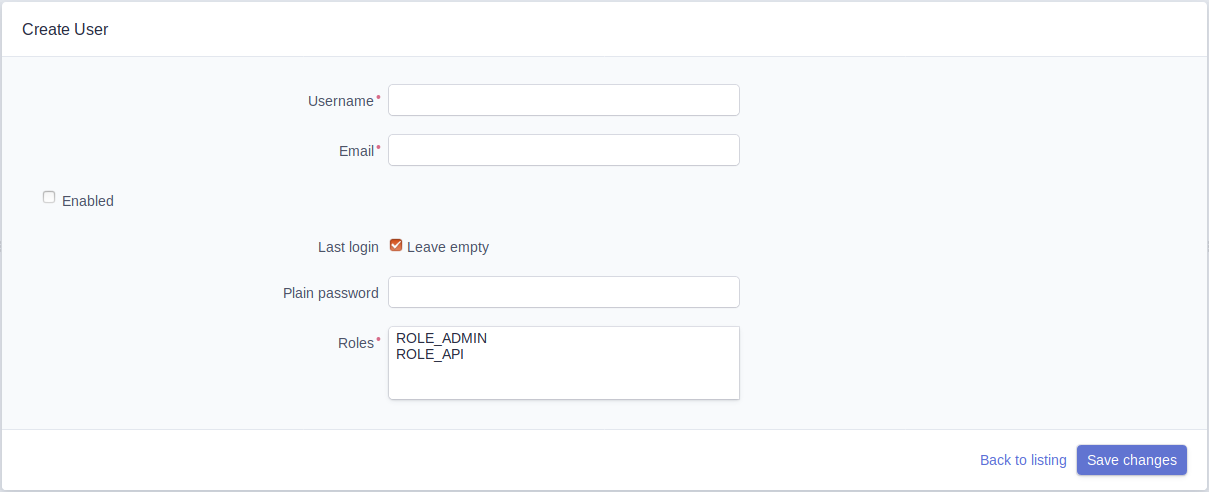 Create User
Username*
Email*
Enabled
Last login Leave empty
Plain password
Roles* ROLE_ADMIN
ROLE_API
Back to listing Save changes